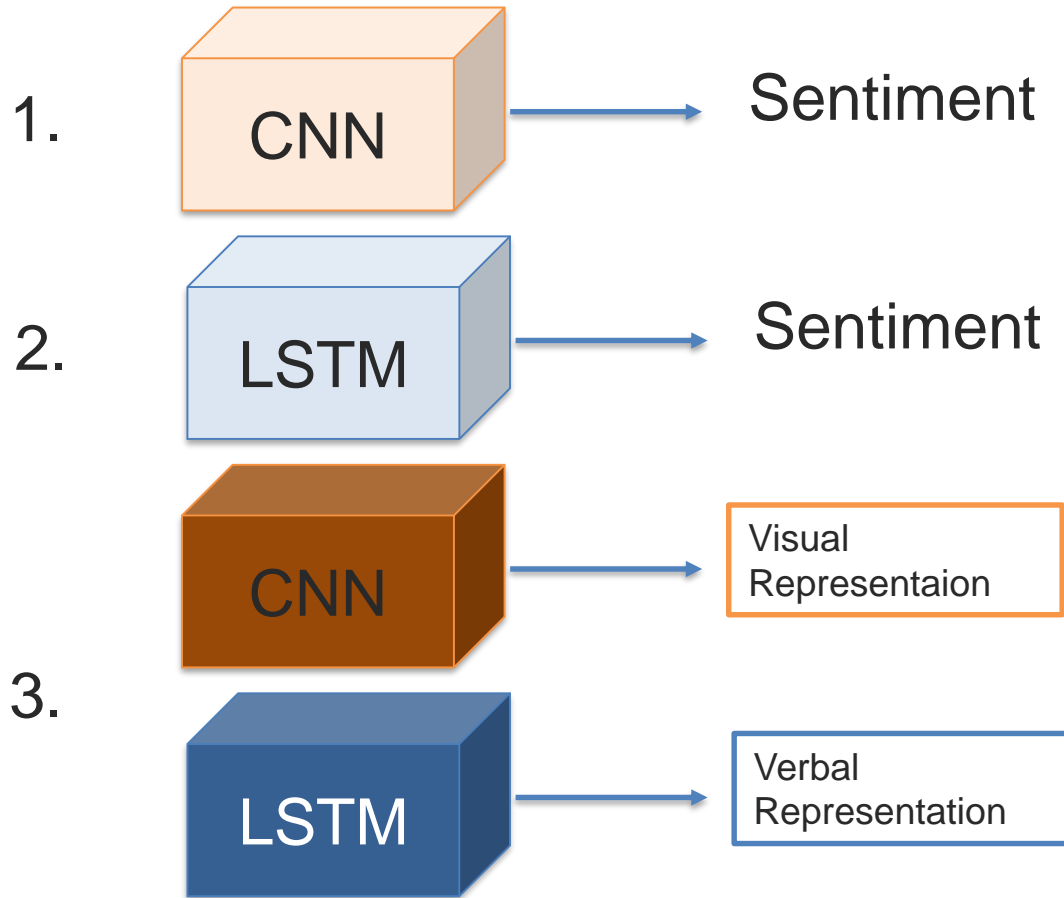 1.
CNN
Sentiment
2.
LSTM
Sentiment
3.
CNN
Visual
Representaion
LSTM
Verbal
Representation